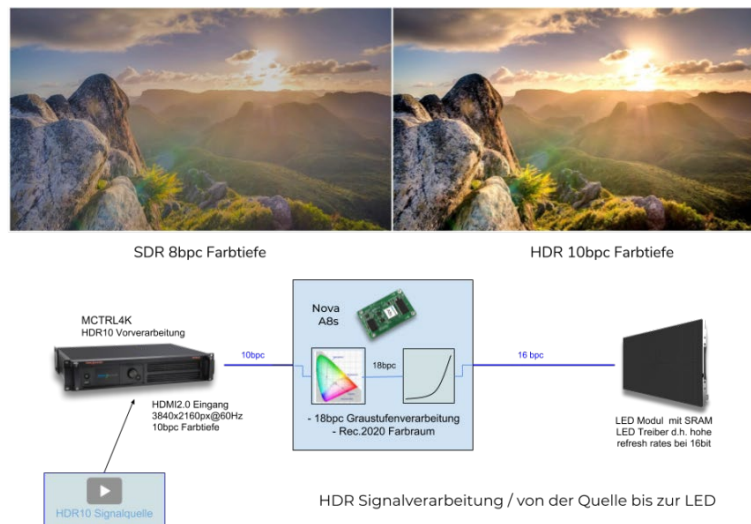 SDR 8bpc Farbtiefe
HDR 10bpc Farbtiefe
MCTRL4K
HDR10 Vorverarbeitung
HDMI2.0 Eingang
3840x2160px@60Hz
10bpc Farbtiefe
HDR10 Signalquelle
10bpc
Nova
A8s
18bpc
- 18bpc Graustufenverarbeitung
- Rec.2020 Farbraum
16 bpc
LED Modul mit SRAM
LED Treiber d.h. hohe
refresh rates bei 16bit
HDR Signalverarbeitung / von der Quelle bis zur LED